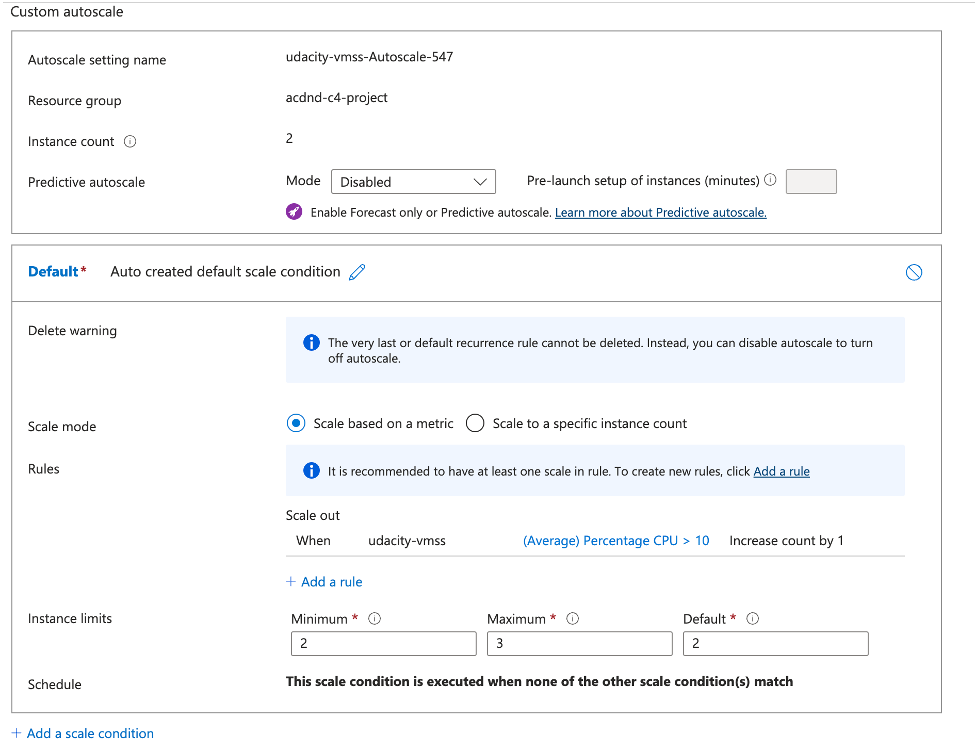 Custom autoscale
Autoscale setting name udacity-vmss-Autoscale-547
Resource group acdnd-c4-project
Instance count 2
Predictive autoscale Mode Disabled Pre-launch setup of instances (minutes)
Enable Forecast only or Predictive autoscale. Learn more about Predictive autoscale.
Default* Auto created default scale condition
Delete warning
The very last or default recurrence rule cannot be deleted. Instead, you can disable autoscale to turn
off autoscale.
Scale mode Scale based on a metric Scale to a specific instance count
Rules It is recommended to have at least one scale in rule. To create new rules, click Add a rule
Scale out
When udacity-vmss (Average) Percentage CPU > 10 Increase count by 1
+ Add a rule
Instance limits Minimum * Maximum * Default *
2 3 2
Schedule This scale condition is executed when none of the other scale condition(s) match
+ Add a scale condition